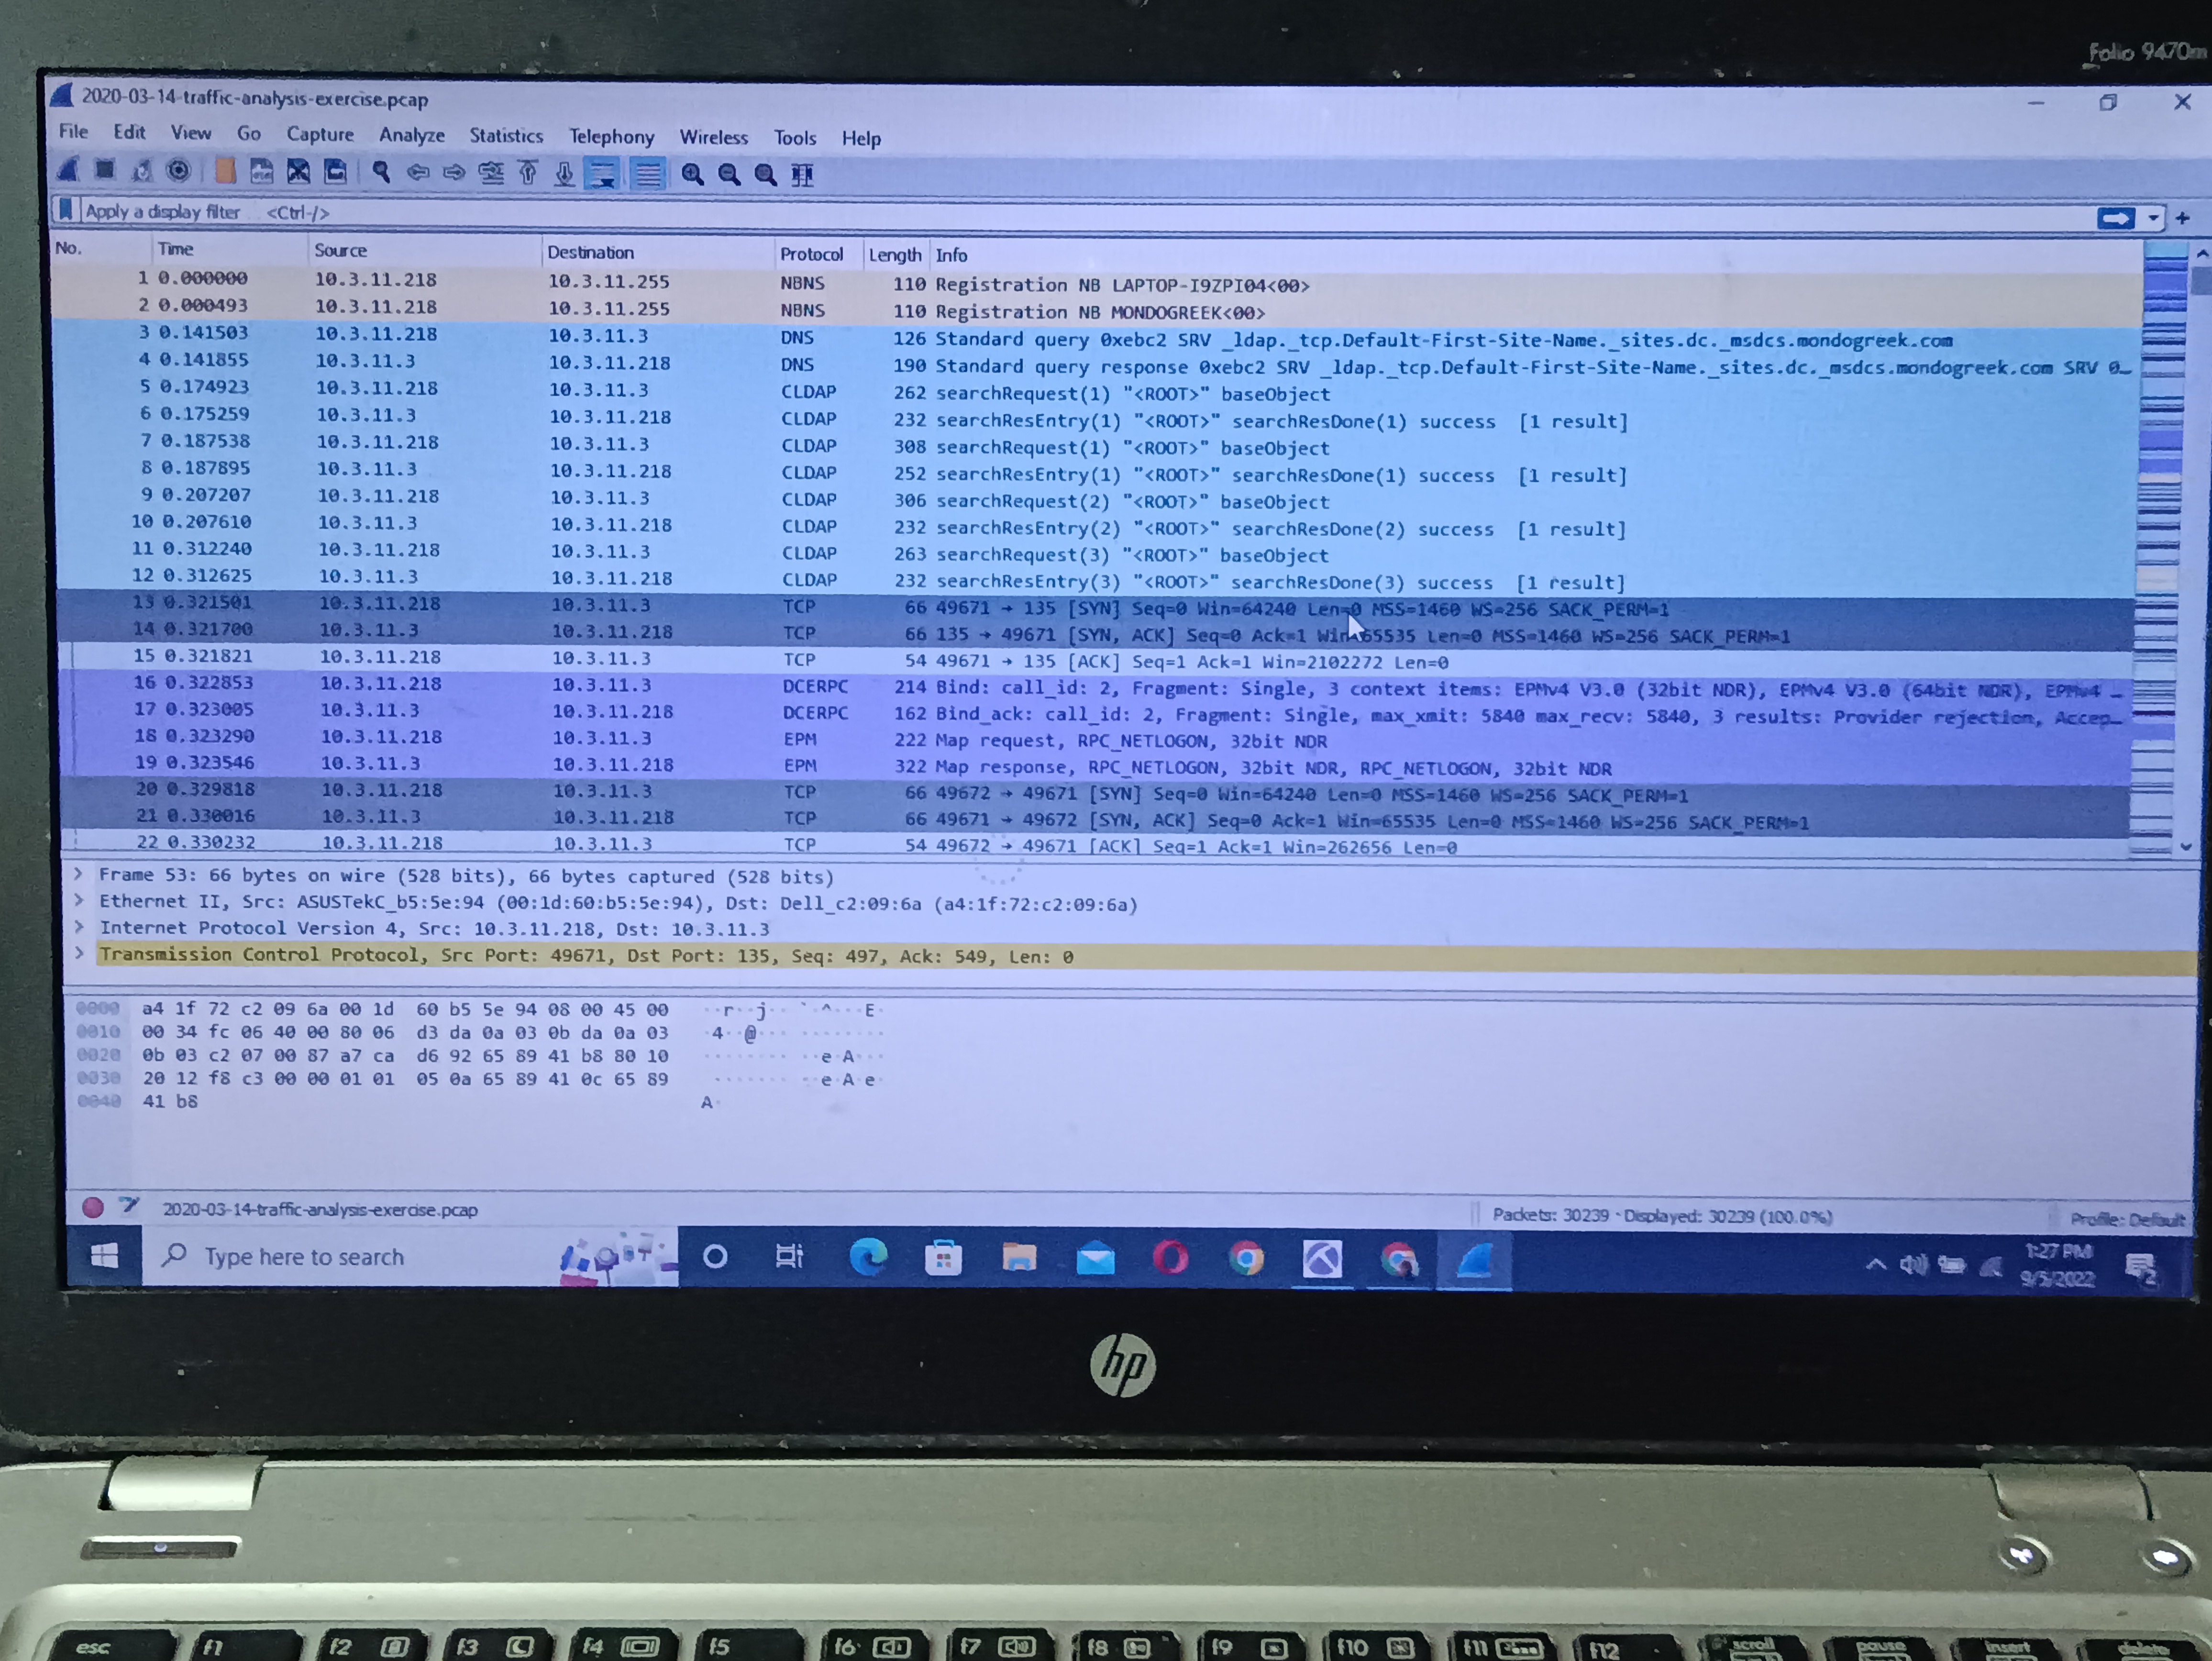 Folio 9470m
2020-03-14-traffic-analysis-exercise.pcap
File Edit View Go Capture Analyze Statistics Telephony Wireless Tools Help
Apply a display filter ... <Ctrl-/>
No. Time Source Destination Protocol Length Info
1 0.000000 10.3.11.218 10.3.11.255 NBNS 110 Registration NB LAPTOP-I9ZPI04<00>
2 0.000493 10.3.11.218 10.3.11.255 NBNS 110 Registration NB MONDOGREEK<00>
3 0.141503 10.3.11.218 10.3.11.3 DNS 126 Standard query 0xebc2 SRV _ldap._tcp.Default-First-Site-Name._sites.dc._msdcs.mondogreek.com
4 0.141855 10.3.11.3 10.3.11.218 DNS 190 Standard query response 0xebc2 SRV _ldap._tcp.Default-First-Site-Name._sites.dc._msdcs.mondogreek.com SRV 0…
5 0.174923 10.3.11.218 10.3.11.3 CLDAP 262 searchRequest(1) "<ROOT>" baseObject
6 0.175259 10.3.11.3 10.3.11.218 CLDAP 232 searchResEntry(1) "<ROOT>" searchResDone(1) success [1 result]
7 0.187538 10.3.11.218 10.3.11.3 CLDAP 308 searchRequest(1) "<ROOT>" baseObject
8 0.187895 10.3.11.3 10.3.11.218 CLDAP 252 searchResEntry(1) "<ROOT>" searchResDone(1) success [1 result]
9 0.207207 10.3.11.218 10.3.11.3 CLDAP 306 searchRequest(2) "<ROOT>" baseObject
10 0.207610 10.3.11.3 10.3.11.218 CLDAP 232 searchResEntry(2) "<ROOT>" searchResDone(2) success [1 result]
11 0.312240 10.3.11.218 10.3.11.3 CLDAP 263 searchRequest(3) "<ROOT>" baseObject
12 0.312625 10.3.11.3 10.3.11.218 CLDAP 232 searchResEntry(3) "<ROOT>" searchResDone(3) success [1 result]
13 0.321501 10.3.11.218 10.3.11.3 TCP 66 49671 → 135 [SYN] Seq=0 Win=64240 Len=0 MSS=1460 WS=256 SACK_PERM=1
14 0.321700 10.3.11.3 10.3.11.218 TCP 66 135 → 49671 [SYN, ACK] Seq=0 Ack=1 Win=65535 Len=0 MSS=1460 WS=256 SACK_PERM=1
15 0.321821 10.3.11.218 10.3.11.3 TCP 54 49671 → 135 [ACK] Seq=1 Ack=1 Win=2102272 Len=0
16 0.322853 10.3.11.218 10.3.11.3 DCERPC 214 Bind: call_id: 2, Fragment: Single, 3 context items: EPMv4 V3.0 (32bit NDR), EPMv4 V3.0 (64bit NDR), EPMv4 …
17 0.323005 10.3.11.3 10.3.11.218 DCERPC 162 Bind_ack: call_id: 2, Fragment: Single, max_xmit: 5840 max_recv: 5840, 3 results: Provider rejection, Accep…
18 0.323290 10.3.11.218 10.3.11.3 EPM 222 Map request, RPC_NETLOGON, 32bit NDR
19 0.323546 10.3.11.3 10.3.11.218 EPM 322 Map response, RPC_NETLOGON, 32bit NDR, RPC_NETLOGON, 32bit NDR
20 0.329818 10.3.11.218 10.3.11.3 TCP 66 49672 → 49671 [SYN] Seq=0 Win=64240 Len=0 MSS=1460 WS=256 SACK_PERM=1
21 0.330016 10.3.11.3 10.3.11.218 TCP 66 49671 → 49672 [SYN, ACK] Seq=0 Ack=1 Win=65535 Len=0 MSS=1460 WS=256 SACK_PERM=1
22 0.330232 10.3.11.218 10.3.11.3 TCP 54 49672 → 49671 [ACK] Seq=1 Ack=1 Win=262656 Len=0
Frame 53: 66 bytes on wire (528 bits), 66 bytes captured (528 bits)
Ethernet II, Src: ASUSTekC_b5:5e:94 (00:1d:60:b5:5e:94), Dst: Dell_c2:09:6a (a4:1f:72:c2:09:6a)
Internet Protocol Version 4, Src: 10.3.11.218, Dst: 10.3.11.3
Transmission Control Protocol, Src Port: 49671, Dst Port: 135, Seq: 497, Ack: 549, Len: 0
0000 a4 1f 72 c2 09 6a 00 1d 60 b5 5e 94 08 00 45 00 ··r··j·· `·^···E·
0010 00 34 fc 06 40 00 80 06 d3 da 0a 03 0b da 0a 03 ·4··@··· ········
0020 0b 03 c2 07 00 87 a7 ca d6 92 65 89 41 b8 80 10 ········ ··e·A···
0030 20 12 f8 c3 00 00 01 01 05 0a 65 89 41 0c 65 89 ······· ··e·A·e·
0040 41 b8 A·
2020-03-14-traffic-analysis-exercise.pcap Packets: 30239 · Displayed: 30239 (100.0%) Profile: Default
Type here to search
1:27 PM
9/5/2022
2
hp
esc f1 f2 f3 f4 f5 f6 f7 f8 f9 f10 f11 f12 scroll pause insert delete